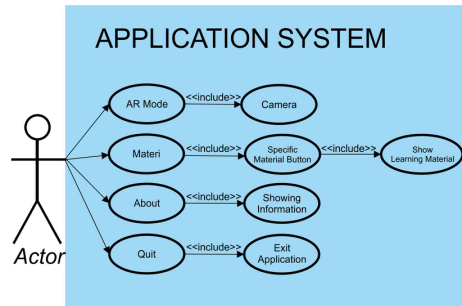 APPLICATION SYSTEM
AR Mode
<<include>>
Camera
Materi
<<include>>
Specific
Material Button
<<include>>
Show
Learning Material
About
<<include>>
Showing
Information
Quit
<<include>>
Exit
Application
Actor